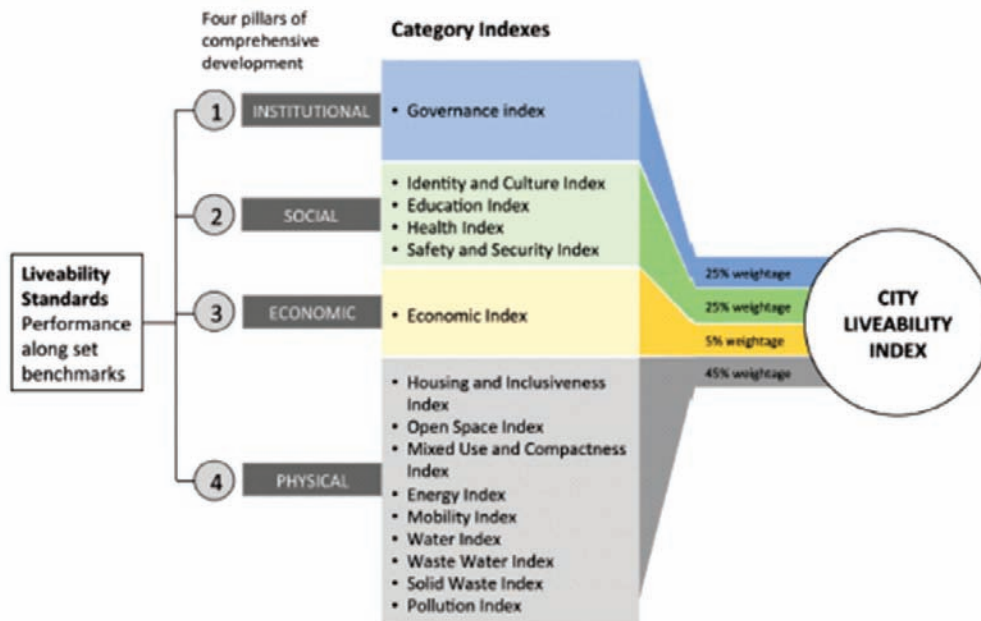 Four pillars of
comprehensive
development
Category Indexes
1
INSTITUTIONAL
• Governance index
2
SOCIAL
• Identity and Culture Index
• Education Index
• Health Index
• Safety and Security Index
Liveability
Standards
Performance
along set
benchmarks
3
ECONOMIC
• Economic Index
4
PHYSICAL
• Housing and Inclusiveness
Index
• Open Space Index
• Mixed Use and Compactness
Index
• Energy Index
• Mobility Index
• Water Index
• Waste Water Index
• Solid Waste Index
• Pollution Index
25% weightage
25% weightage
5% weightage
45% weightage
CITY
LIVEABILITY
INDEX